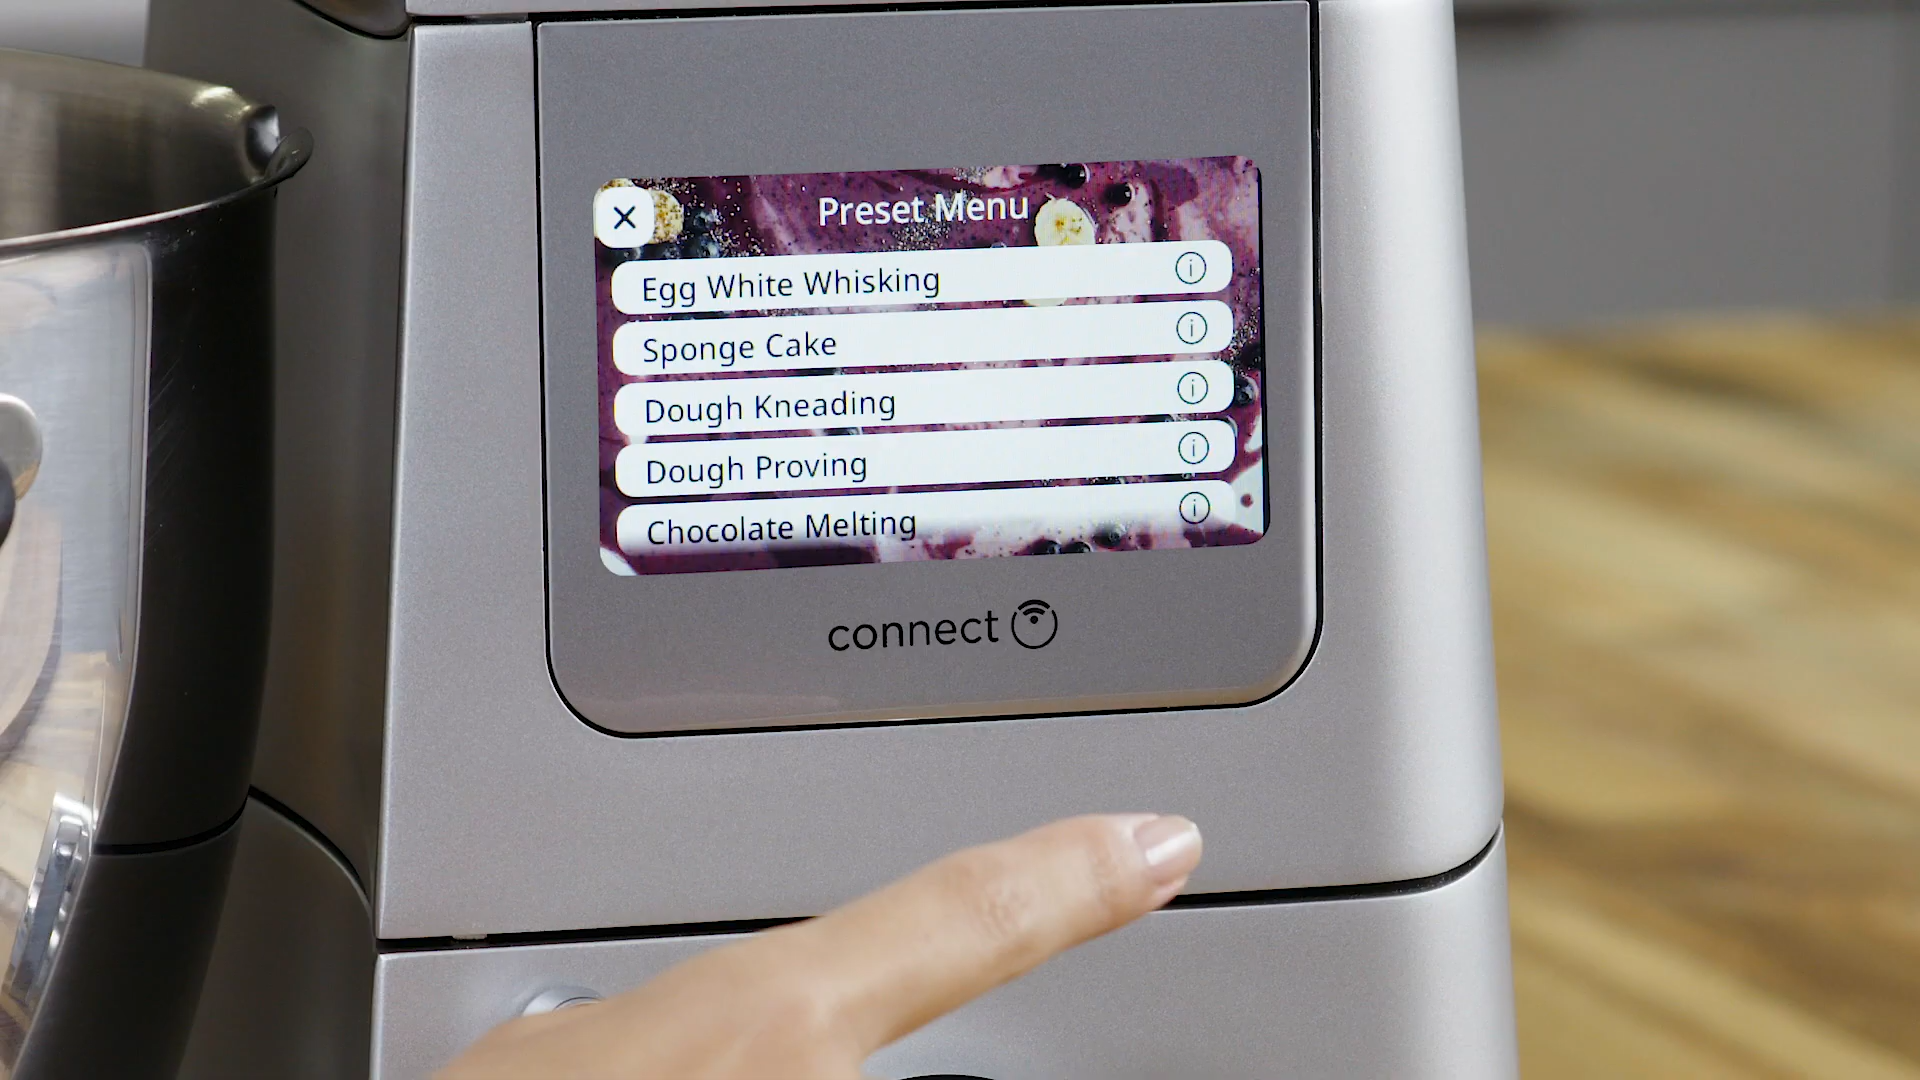 Preset Menu
Egg White Whisking
Sponge Cake
Dough Kneading
Dough Proving
Chocolate Melting
connect